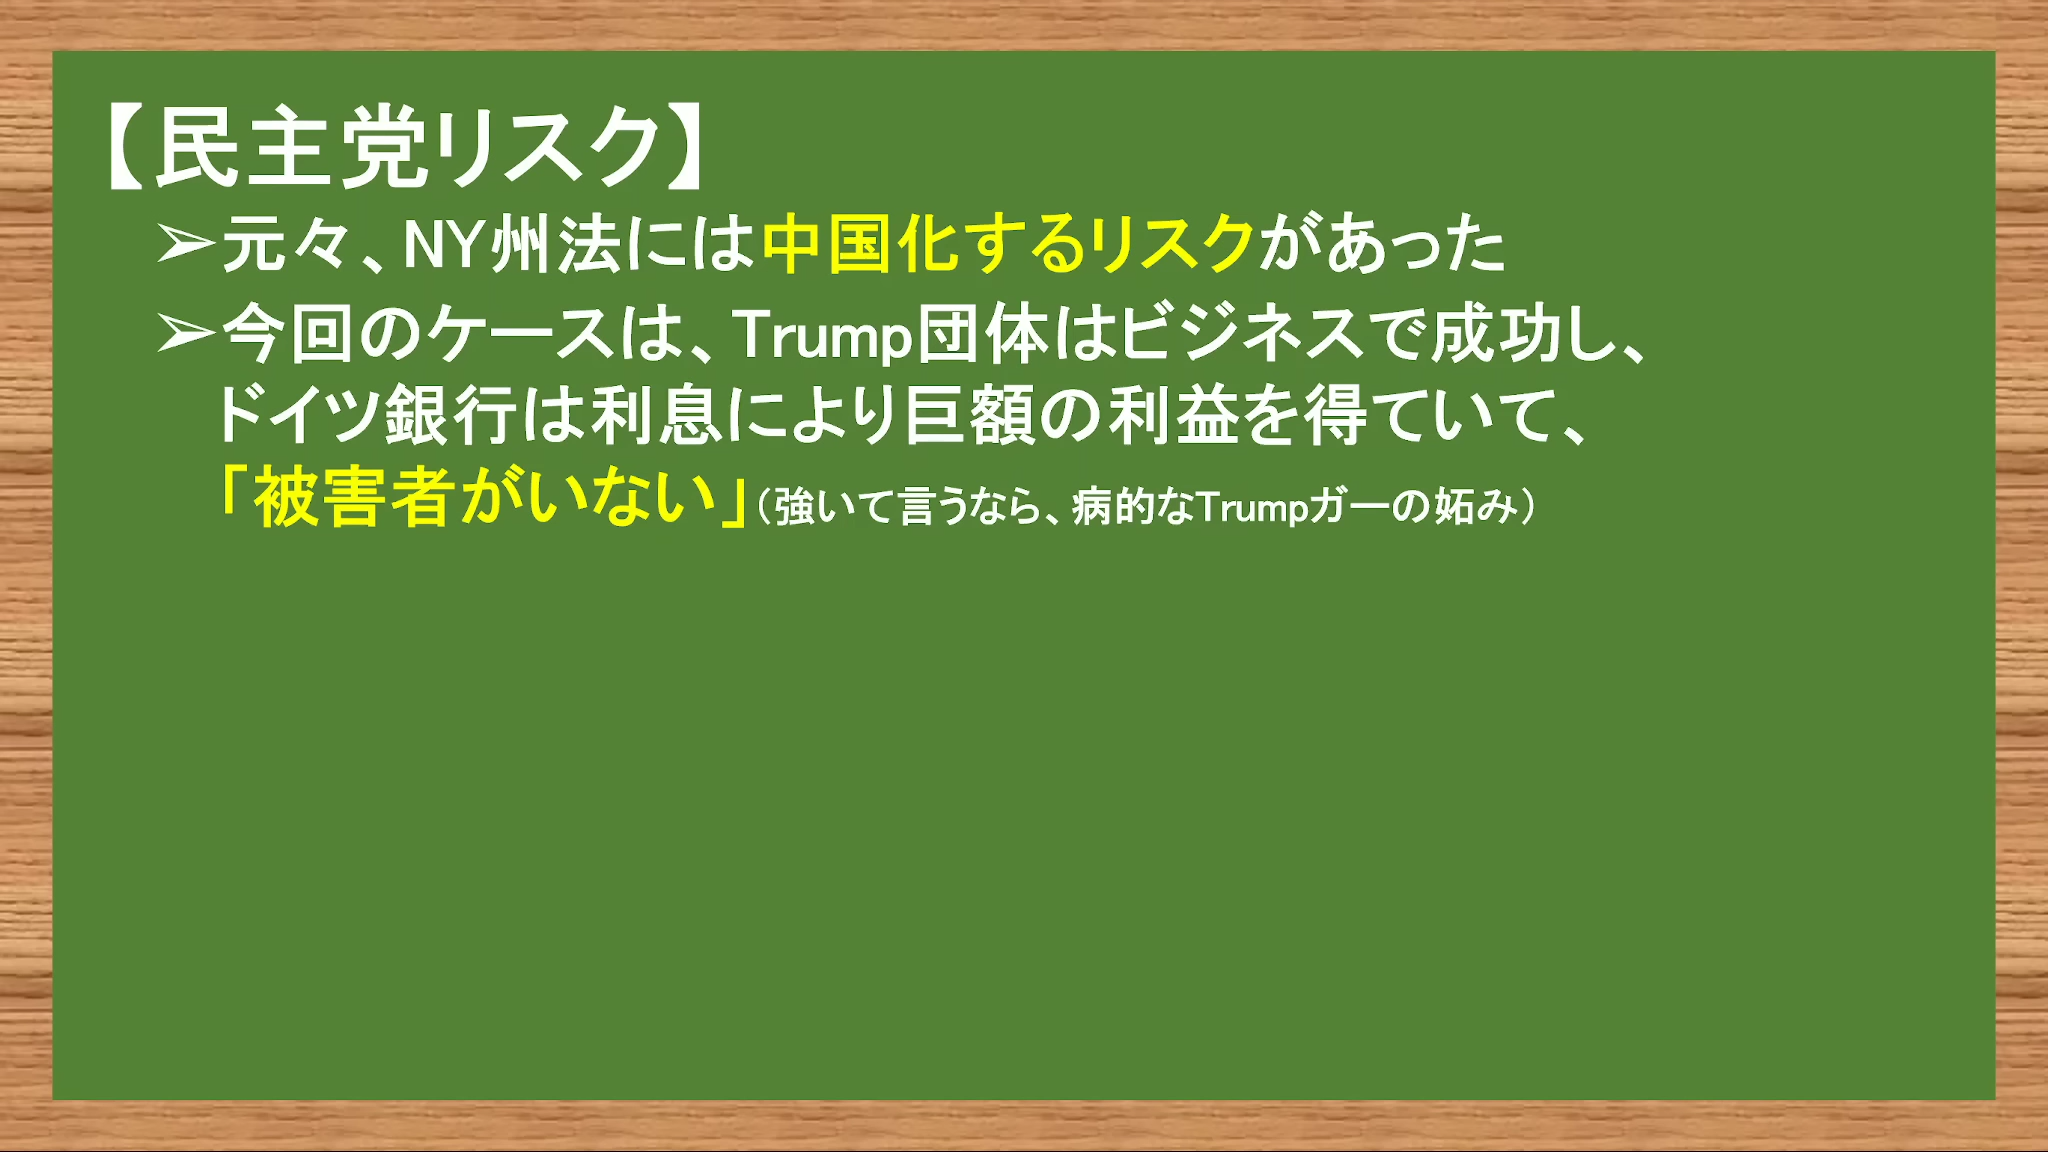 【民主党リスク】
➢元々、NY州法には中国化するリスクがあった
➢今回のケースは、Trump団体はビジネスで成功し、
ドイツ銀行は利息により巨額の利益を得ていて、
「被害者がいない」（強いて言うなら、病的なTrumpガーの妬み）